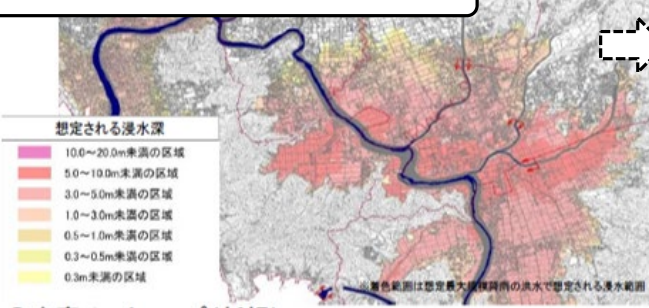 想定される浸水深
10.0～20.0m未満の区域
5.0～10.0m未満の区域
3.0～5.0m未満の区域
1.0～3.0m未満の区域
0.5～1.0m未満の区域
0.3～0.5m未満の区域
0.3m未満の区域
※着色範囲は想定最大規模降雨の洪水で想定される浸水範囲